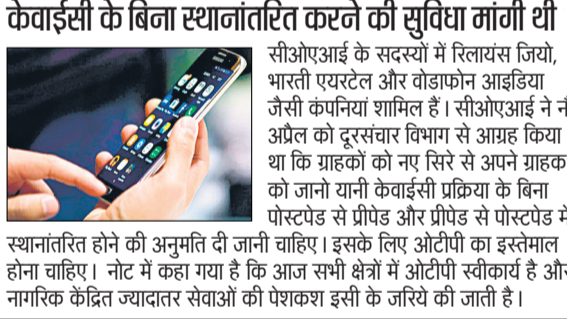 केवाईसी के बिना स्थानांतरित करने की सुविधा मांगी थी
सीओएआई के सदस्यों में रिलायंस जियो,
भारती एयरटेल और वोडाफोन आइडिया
जैसी कंपनियां शामिल हैं। सीओएआई ने नौ
अप्रैल को दूरसंचार विभाग से आग्रह किया
था कि ग्राहकों को नए सिरे से अपने ग्राहक
को जानो यानी केवाईसी प्रक्रिया के बिना
पोस्टपेड से प्रीपेड और प्रीपेड से पोस्टपेड में
स्थानांतरित होने की अनुमति दी जानी चाहिए। इसके लिए ओटीपी का इस्तेमाल
होना चाहिए। नोट में कहा गया है कि आज सभी क्षेत्रों में ओटीपी स्वीकार्य है और
नागरिक केंद्रित ज्यादातर सेवाओं की पेशकश इसी के जरिये की जाती है।